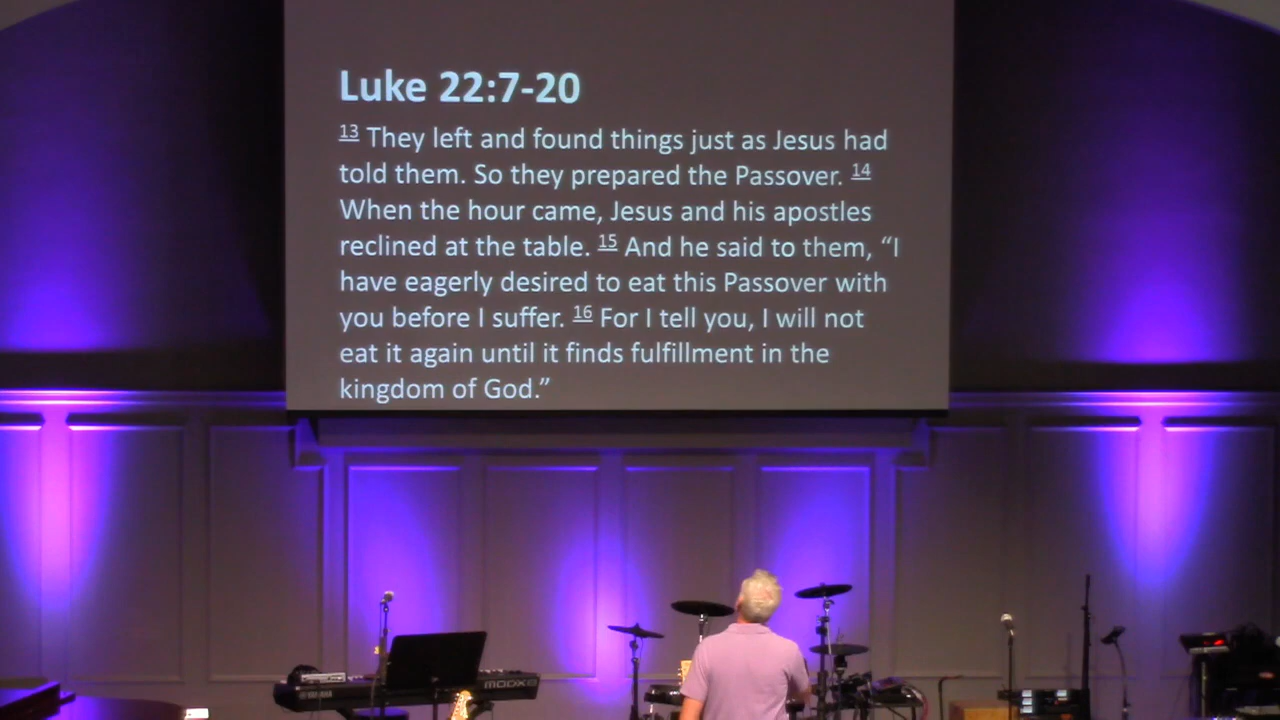 Luke 22:7-20
13 They left and found things just as Jesus had
told them. So they prepared the Passover. 14
When the hour came, Jesus and his apostles
reclined at the table. 15 And he said to them, “I
have eagerly desired to eat this Passover with
you before I suffer. 16 For I tell you, I will not
eat it again until it finds fulfillment in the
kingdom of God.”
YAMAHA
MODX8